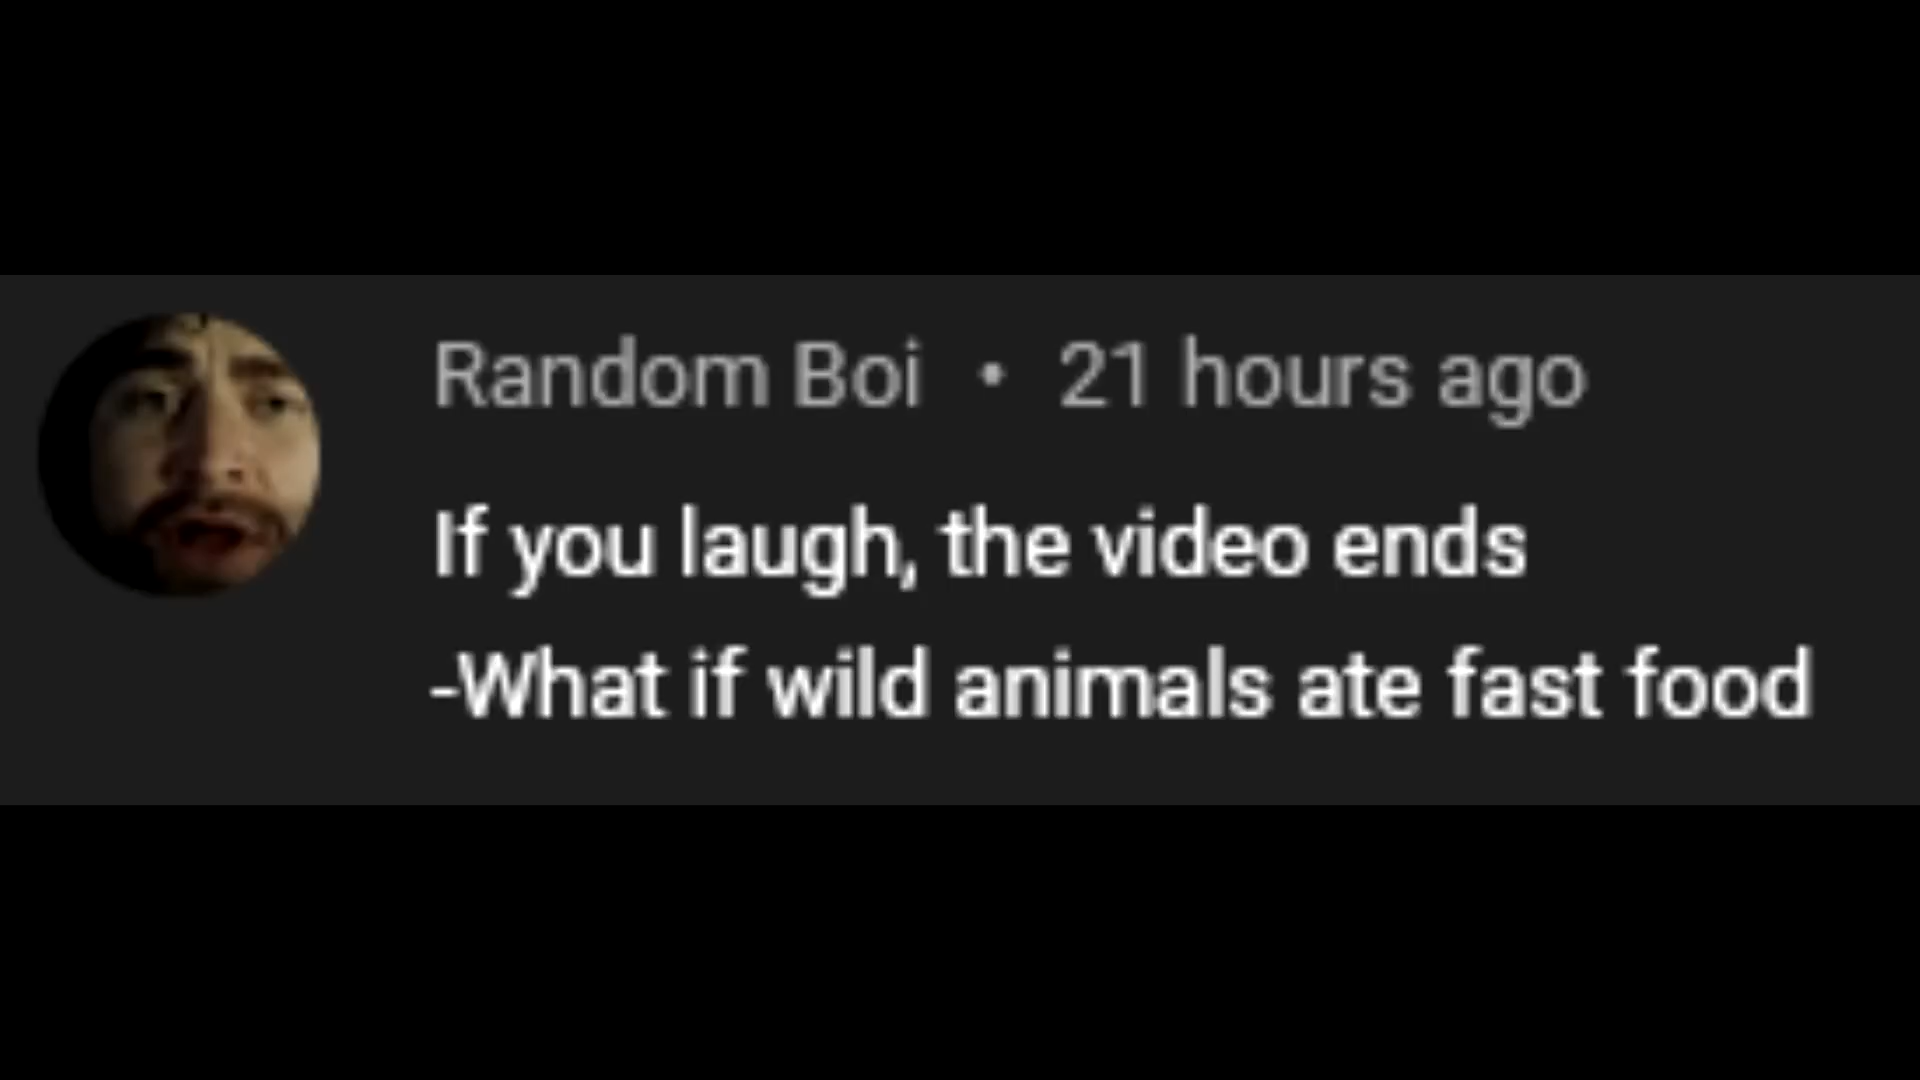 Random Boi • 21 hours ago
If you laugh, the video ends
-What if wild animals ate fast food